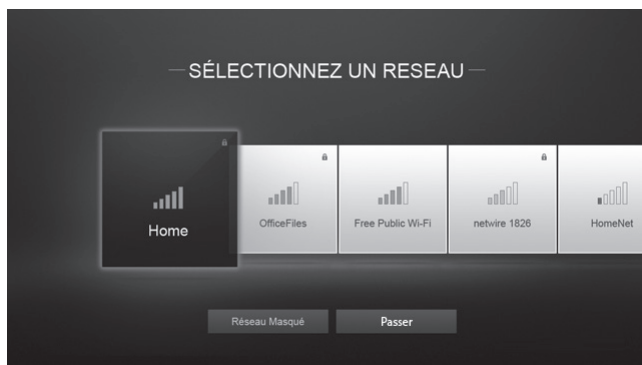 SÉLECTIONNEZ UN RESEAU
Home
OfficeFiles
Free Public Wi-Fi
netwire 1826
HomeNet
Réseau Masqué
Passer